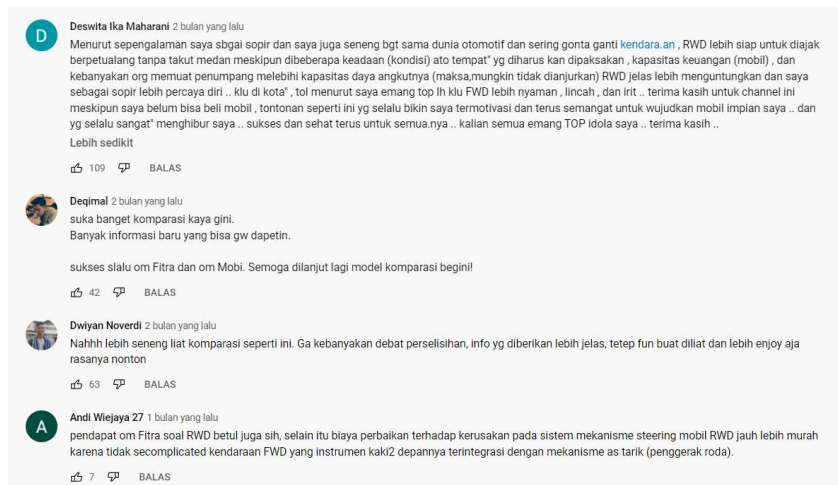 D
Deswita Ika Maharani 2 bulan yang lalu
Menurut sepengalaman saya sbgai sopir dan saya juga seneng bgt sama dunia otomotif dan sering gonta ganti kendara.an , RWD lebih siap untuk diajak
berpetualang tanpa takut medan meskipun dibeberapa keadaan (kondisi) ato tempat" yg diharus kan dipaksakan , kapasitas keuangan (mobil) , dan
kebanyakan org memuat penumpang melebihi kapasitas daya angkutnya (maksa,mungkin tidak dianjurkan) RWD jelas lebih menguntungkan dan saya
sebagai sopir lebih percaya diri .. klu di kota" , tol menurut saya emang top lh klu FWD lebih nyaman , lincah , dan irit .. terima kasih untuk channel ini
meskipun saya belum bisa beli mobil , tontonan seperti ini yg selalu bikin saya termotivasi dan terus semangat untuk wujudkan mobil impian saya .. dan
yg selalu sangat" menghibur saya .. sukses dan sehat terus untuk semua.nya .. kalian semua emang TOP idola saya .. terima kasih ..
Lebih sedikit
109 BALAS
Deqimal 2 bulan yang lalu
suka banget komparasi kaya gini.
Banyak informasi baru yang bisa gw dapetin.
sukses slalu om Fitra dan om Mobi. Semoga dilanjut lagi model komparasi begini!
42 BALAS
Dwiyan Noverdi 2 bulan yang lalu
Nahhh lebih seneng liat komparasi seperti ini. Ga kebanyakan debat perselisihan, info yg diberikan lebih jelas, tetep fun buat diliat dan lebih enjoy aja
rasanya nonton
63 BALAS
A
Andi Wiejaya 27 1 bulan yang lalu
pendapat om Fitra soal RWD betul juga sih, selain itu biaya perbaikan terhadap kerusakan pada sistem mekanisme steering mobil RWD jauh lebih murah
karena tidak secomplicated kendaraan FWD yang instrumen kaki2 depannya terintegrasi dengan mekanisme as tarik (penggerak roda).
7 BALAS